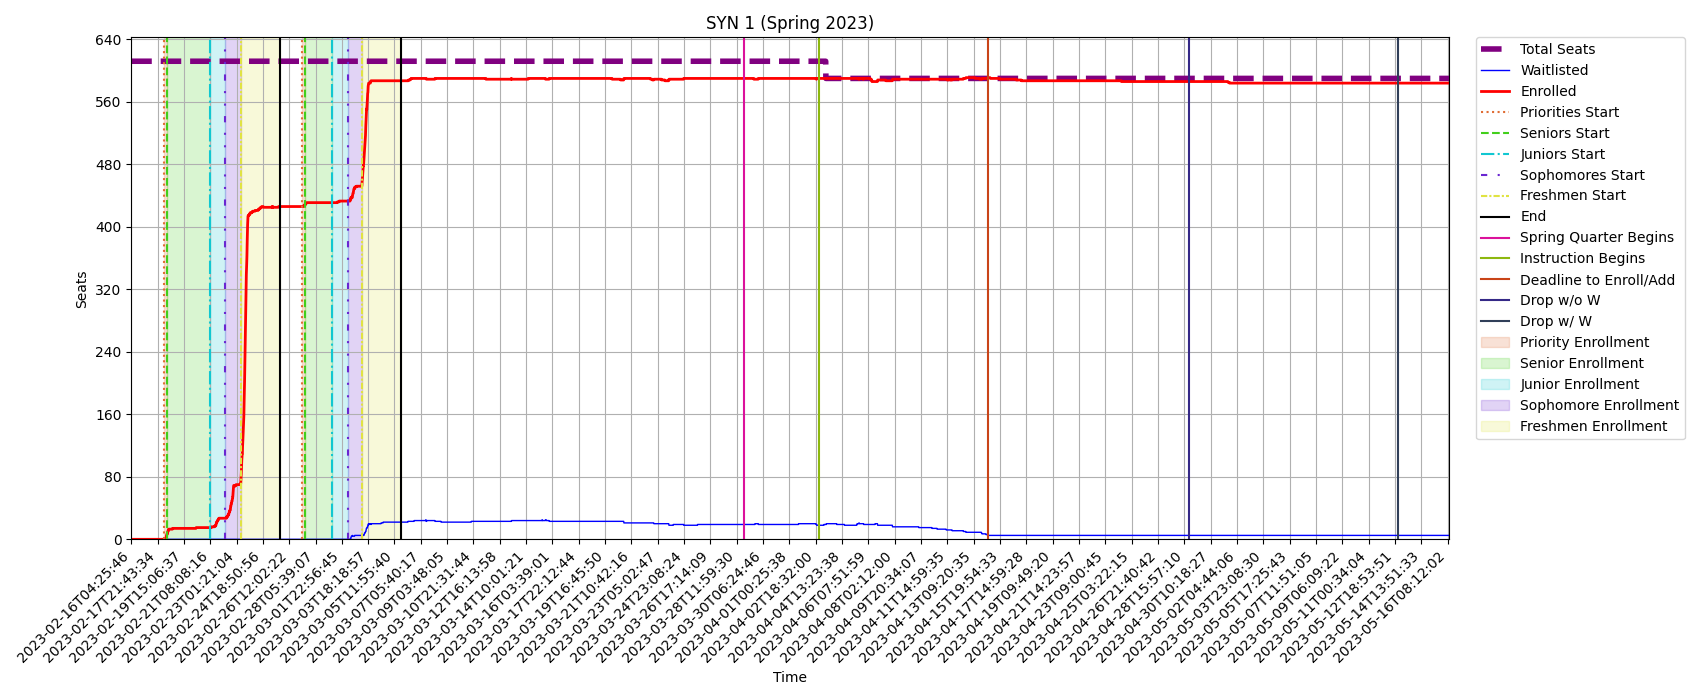 SYN 1 (Spring 2023)
640
560
480
400
320
240
160
80
0
Seats
2023-02-16T04:25:46
2023-02-17T21:43:34
2023-02-19T15:06:37
2023-02-21T08:08:16
2023-02-23T01:21:04
2023-02-24T18:50:56
2023-02-26T12:02:22
2023-02-28T05:39:07
2023-03-01T22:56:45
2023-03-03T18:18:57
2023-03-05T11:55:40
2023-03-07T05:40:17
2023-03-09T03:48:05
2023-03-10T21:31:44
2023-03-12T16:13:58
2023-03-14T10:01:21
2023-03-16T03:39:01
2023-03-17T22:12:44
2023-03-19T16:45:50
2023-03-21T10:42:16
2023-03-23T05:02:47
2023-03-24T23:08:24
2023-03-26T17:14:09
2023-03-28T11:59:30
2023-03-30T06:24:46
2023-04-01T00:25:38
2023-04-02T18:32:00
2023-04-04T13:23:38
2023-04-06T07:51:59
2023-04-08T02:12:00
2023-04-09T20:34:07
2023-04-11T14:59:35
2023-04-13T09:20:35
2023-04-15T19:54:33
2023-04-17T14:59:28
2023-04-19T09:49:20
2023-04-21T14:23:57
2023-04-23T09:00:45
2023-04-25T03:22:15
2023-04-26T21:40:42
2023-04-28T15:57:10
2023-04-30T10:18:27
2023-05-02T04:44:06
2023-05-03T23:08:30
2023-05-05T17:25:43
2023-05-07T11:51:05
2023-05-09T06:09:22
2023-05-11T00:34:04
2023-05-12T18:53:51
2023-05-14T13:51:33
2023-05-16T08:12:02
Time
Total Seats
Waitlisted
Enrolled
Priorities Start
Seniors Start
Juniors Start
Sophomores Start
Freshmen Start
End
Spring Quarter Begins
Instruction Begins
Deadline to Enroll/Add
Drop w/o W
Drop w/ W
Priority Enrollment
Senior Enrollment
Junior Enrollment
Sophomore Enrollment
Freshmen Enrollment